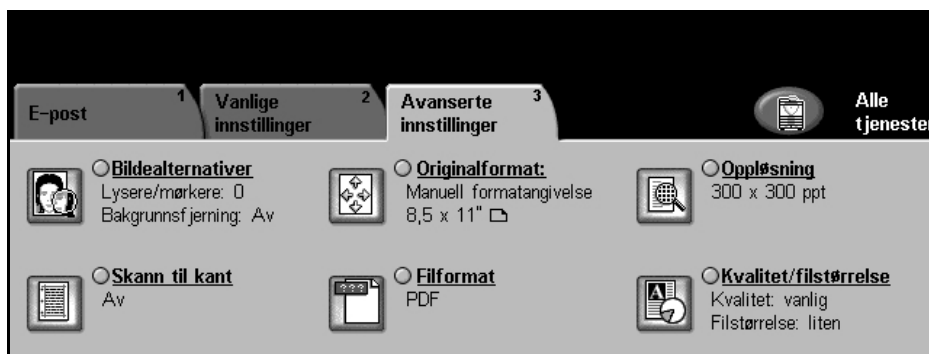 E-post
1
Vanlige
innstillinger
2
Avanserte
innstillinger
3
Alle
tjenester
Bildealternativer
Lysere/mørkere: 0
Bakgrunnsfjerning: Av
Originalformat:
Manuell formatangivelse
8,5 x 11"
Oppløsning
300 x 300 ppt
Skann til kant
Av
Filformat
???
PDF
Kvalitet/filstørrelse
A
Kvalitet: vanlig
Filstørrelse: liten